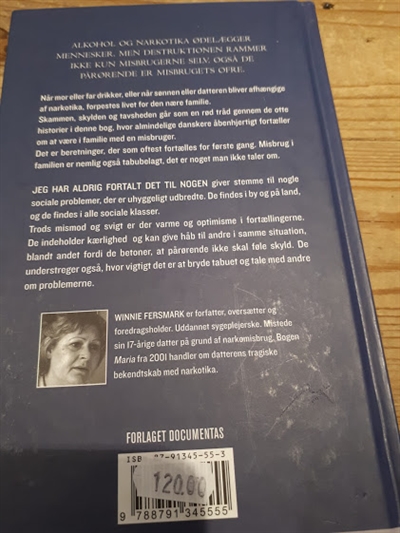 ALKOHOL OG NARKOTIKA ØDELÆGGER
MENNESKER. MEN DESTRUKTIONEN RAMMER
IKKE KUN MISBRUGERNE SELV, OGSÅ DE
PÅRØRENDE ER MISBRUGETS OFRE.
Når mor eller far drikker, eller når sønnen eller datteren bliver afhængige
af narkotika, forpestes livet for den nære familie.
Skammen, skylden og tavsheden går som en rød tråd gennem de otte
historier i denne bog, hvor almindelige danskere åbenhjertigt fortæller
om at være i familie med en misbruger.
Det er beretninger, der som oftest fortælles for første gang. Misbrug i
familien er nemlig også tabubelagt, det er noget man ikke taler om.
JEG HAR ALDRIG FORTALT DET TIL NOGEN giver stemme til nogle
sociale problemer, der er uhyggeligt udbredte. De findes i by og på land,
og de findes i alle sociale klasser.
Trods mismod og svigt er der varme og optimisme i fortællingerne.
De indeholder kærlighed og kan give håb til andre i samme situation,
blandt andet fordi de betoner, at pårørende ikke skal føle skyld. De
understreger også, hvor vigtigt det er at bryde tabuet og tale med andre
om problemerne.
WINNIE FERSMARK er forfatter, oversætter og
foredragsholder. Uddannet sygeplejerske. Mistede
sin 17-årige datter på grund af narkomisbrug. Bogen
Maria fra 2001 handler om datterens tragiske
bekendtskab med narkotika.
FORLAGET DOCUMENTAS
ISB 87-91345-55-3
120.00
9 788791 345555